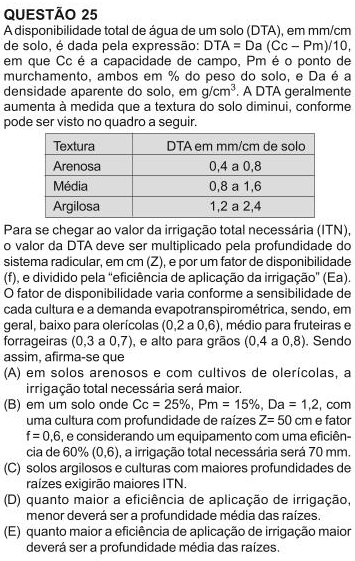 QUESTÃO 25
A disponibilidade total de água de um solo (DTA), em mm/cm
de solo, é dada pela expressão: DTA = Da (Cc – Pm)/10,
em que Cc é a capacidade de campo, Pm é o ponto de
murchamento, ambos em % do peso do solo, e Da é a
densidade aparente do solo, em g/cm³. A DTA geralmente
aumenta à medida que a textura do solo diminui, conforme
pode ser visto no quadro a seguir.
Textura DTA em mm/cm de solo
Arenosa 0,4 a 0,8
Média 0,8 a 1,6
Argilosa 1,2 a 2,4
Para se chegar ao valor da irrigação total necessária (ITN),
o valor da DTA deve ser multiplicado pela profundidade do
sistema radicular, em cm (Z), e por um fator de disponibilidade
(f), e dividido pela “eficiência de aplicação da irrigação” (Ea).
O fator de disponibilidade varia conforme a sensibilidade de
cada cultura e a demanda evapotranspirométrica, sendo, em
geral, baixo para olerícolas (0,2 a 0,6), médio para fruteiras e
forrageiras (0,3 a 0,7), e alto para grãos (0,4 a 0,8). Sendo
assim, afirma-se que
(A) em solos arenosos e com cultivos de olerícolas, a
irrigação total necessária será maior.
(B) em um solo onde Cc = 25%, Pm = 15%, Da = 1,2, com
uma cultura com profundidade de raízes Z= 50 cm e fator
f = 0,6, e considerando um equipamento com uma eficiên-
cia de 60% (0,6), a irrigação total necessária será 70 mm.
(C) solos argilosos e culturas com maiores profundidades de
raízes exigirão maiores ITN.
(D) quanto maior a eficiência de aplicação de irrigação,
menor deverá ser a profundidade média das raízes.
(E) quanto maior a eficiência de aplicação de irrigação maior
deverá ser a profundidade média das raízes.